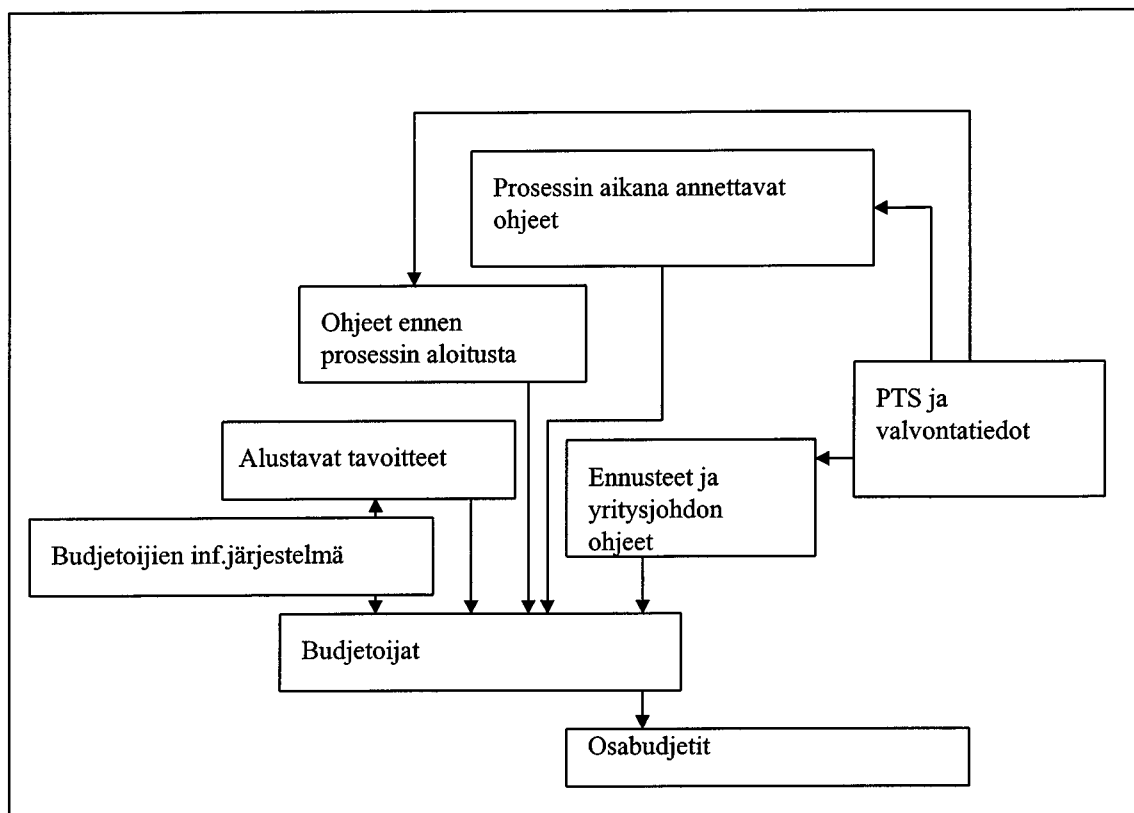 Prosessin aikana annettavat
ohjeet
Ohjeet ennen
prosessin aloitusta
PTS ja
valvontatiedot
Alustavat tavoitteet
Ennusteet ja
yritysjohdon
ohjeet
Budjetoijien inf.järjestelmä
Budjetoijat
Osabudjetit